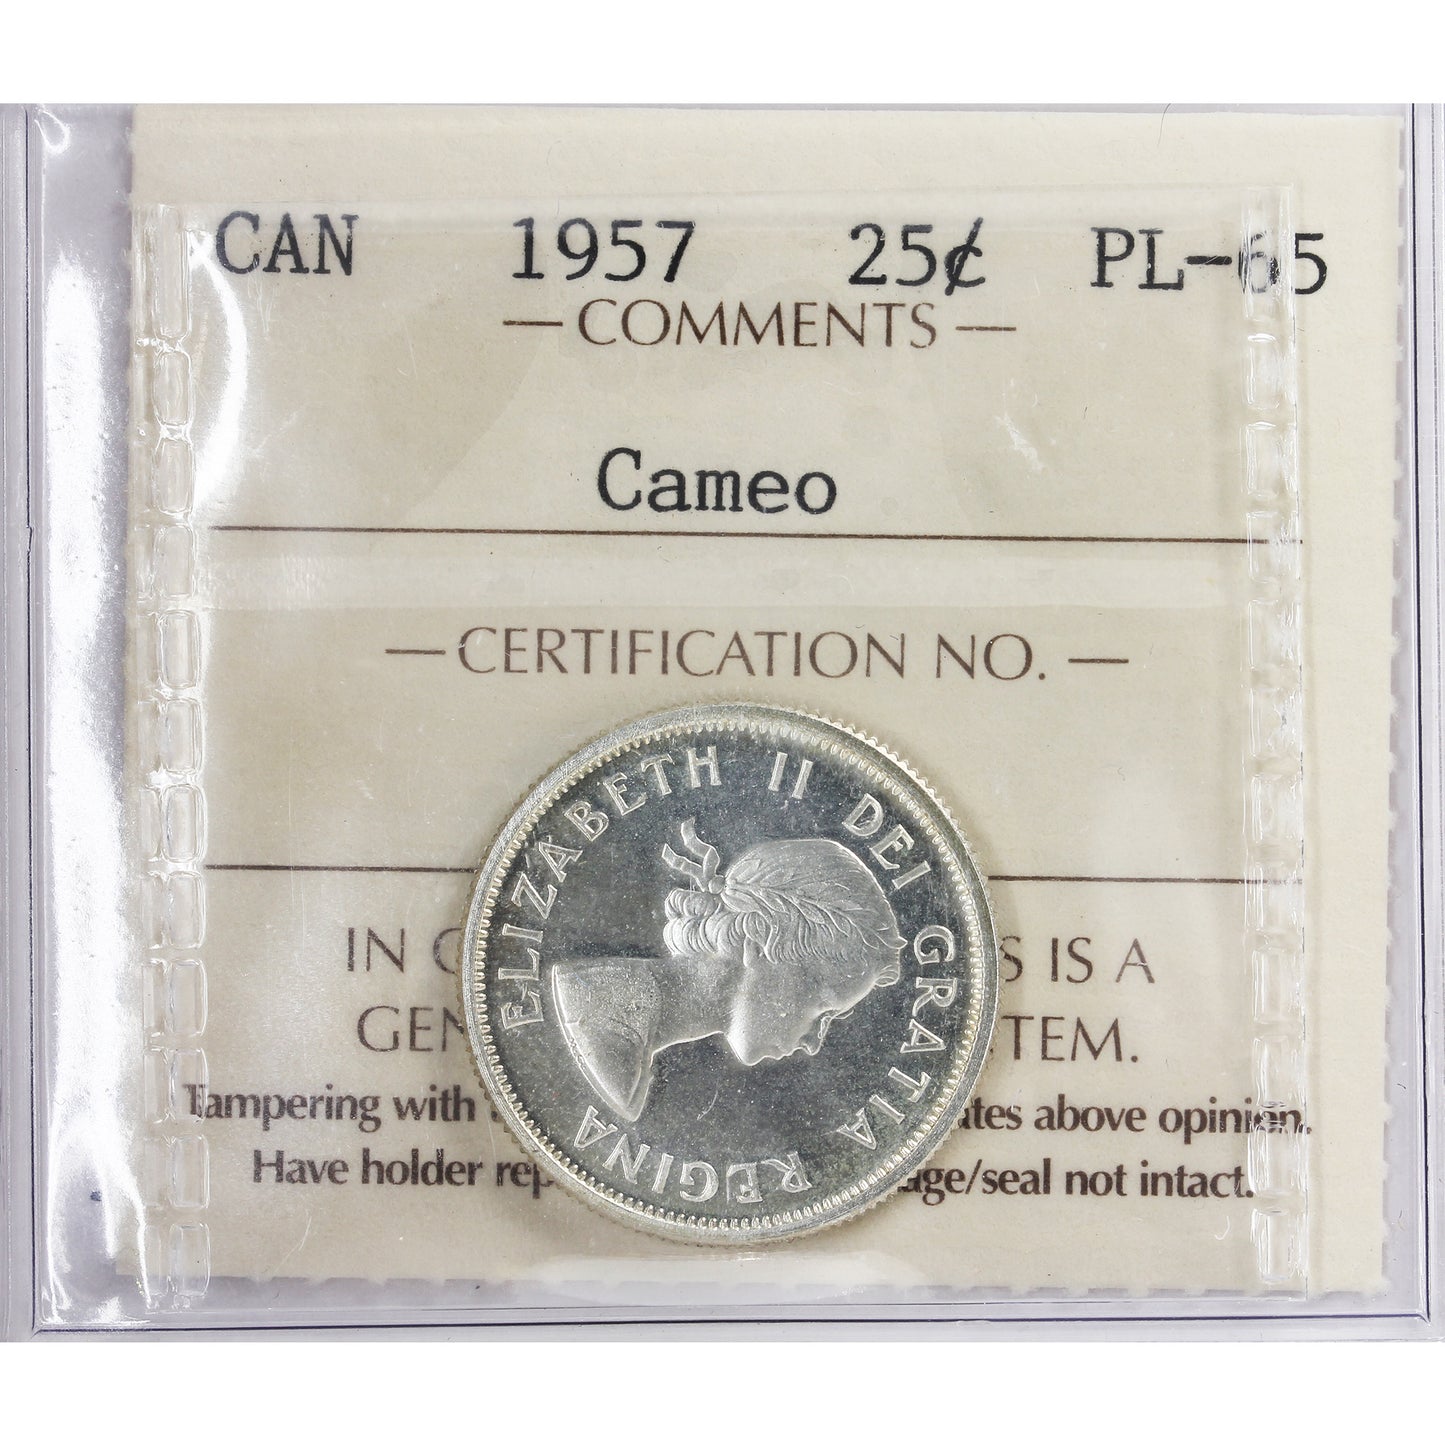 CAN 1957 25¢ PL-65
— COMMENTS —
Cameo
— CERTIFICATION NO. —
ELIZABETH II DEI GRATIA REGINA
IN S IS A
GEN TEM.
Tampering with ates above opinion.
Have holder rep age/seal not intact.